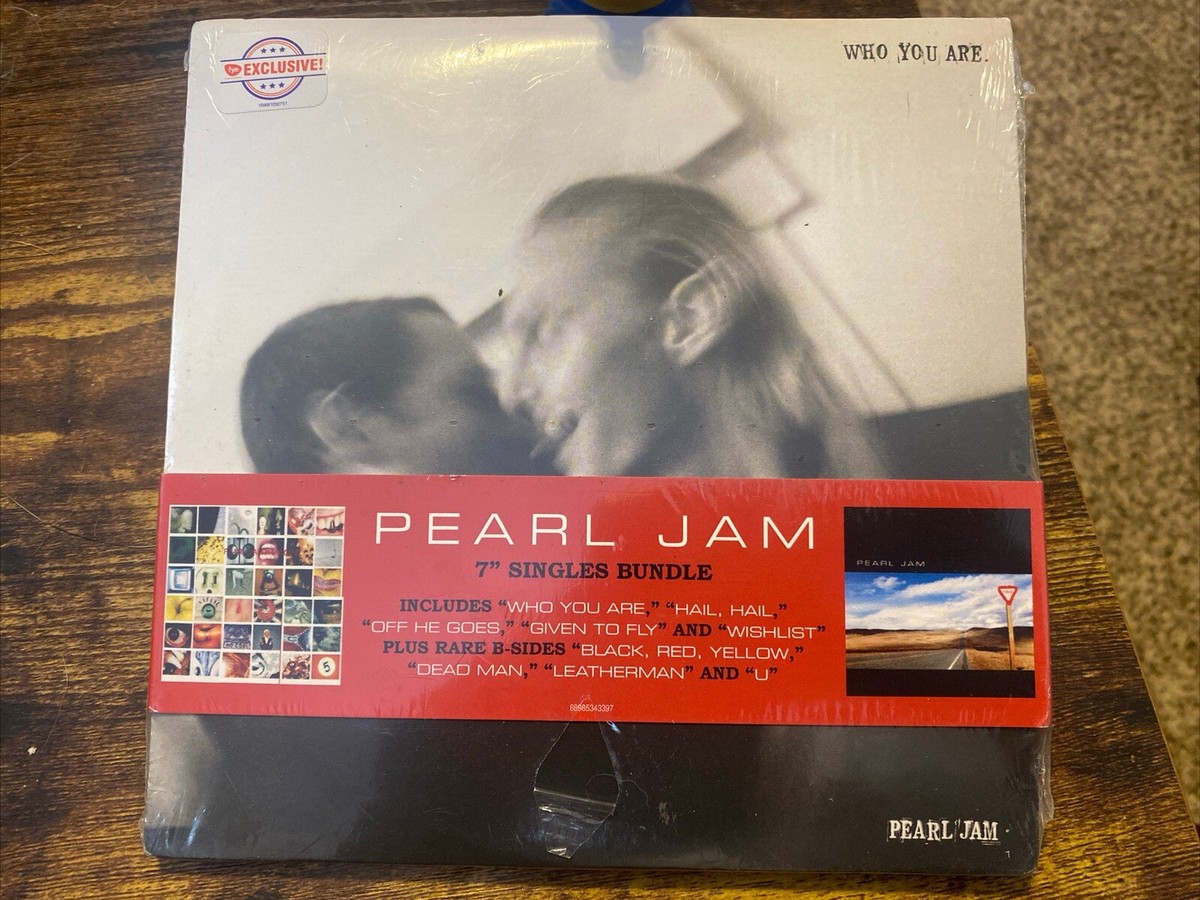 fye EXCLUSIVE!
WHO YOU ARE.
PEARL JAM
7” SINGLES BUNDLE
INCLUDES “WHO YOU ARE,” “HAIL, HAIL,”
“OFF HE GOES,” “GIVEN TO FLY” AND “WISHLIST”
PLUS RARE B-SIDES “BLACK, RED, YELLOW,”
“DEAD MAN,” “LEATHERMAN” AND “U”
88985343397
PEARL JAM
5
PEARL JAM